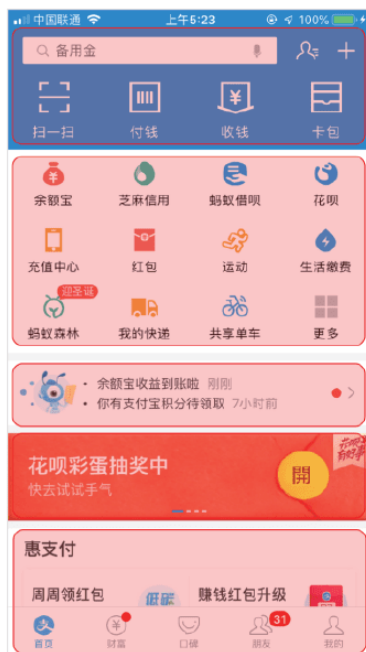 中国联通 上午5:23 100%
备用金
扫一扫 付钱 收钱 卡包
余额宝 芝麻信用 蚂蚁借呗 花呗
充值中心 红包 运动 生活缴费
迎圣诞
蚂蚁森林 我的快递 共享单车 更多
· 余额宝收益到账啦 刚刚
· 你有支付宝积分待领取 7小时前
花呗彩蛋抽奖中
快去试试手气
開
惠支付
周周领红包 赚钱红包升级
31
首页 财富 口碑 朋友 我的